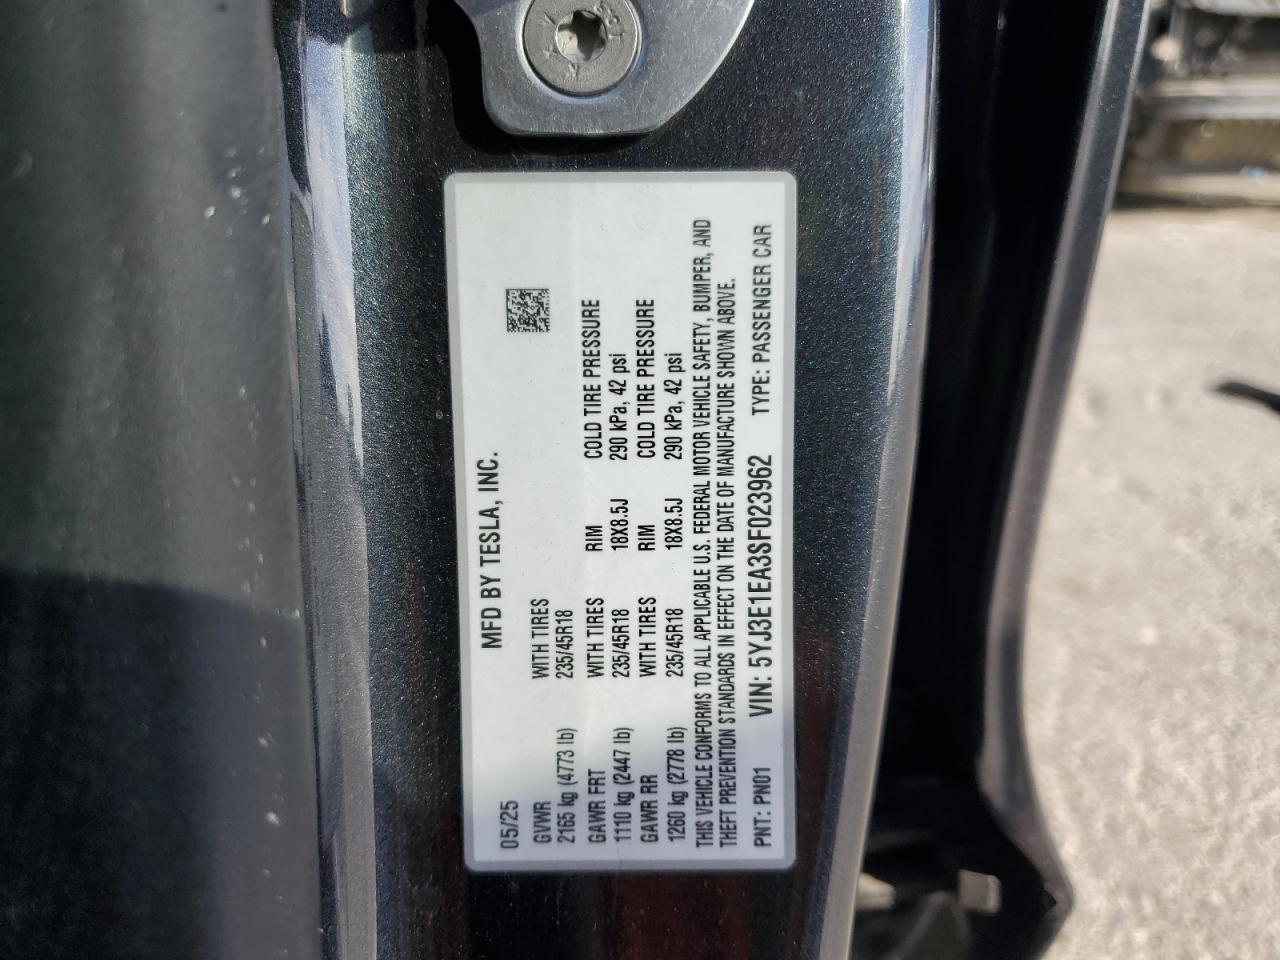 MFD BY TESLA, INC.
05/25
GVWR WITH TIRES
2165 kg (4773 lb) 235/45R18
GAWR FRT WITH TIRES RIM COLD TIRE PRESSURE
1110 kg (2447 lb) 235/45R18 18X8.5J 290 kPa, 42 psi
GAWR RR WITH TIRES RIM COLD TIRE PRESSURE
1260 kg (2778 lb) 235/45R18 18X8.5J 290 kPa, 42 psi
THIS VEHICLE CONFORMS TO ALL APPLICABLE U.S. FEDERAL MOTOR VEHICLE SAFETY, BUMPER, AND
THEFT PREVENTION STANDARDS IN EFFECT ON THE DATE OF MANUFACTURE SHOWN ABOVE.
PNT: PN01 VIN: 5YJ3E1EA3SF023962 TYPE: PASSENGER CAR